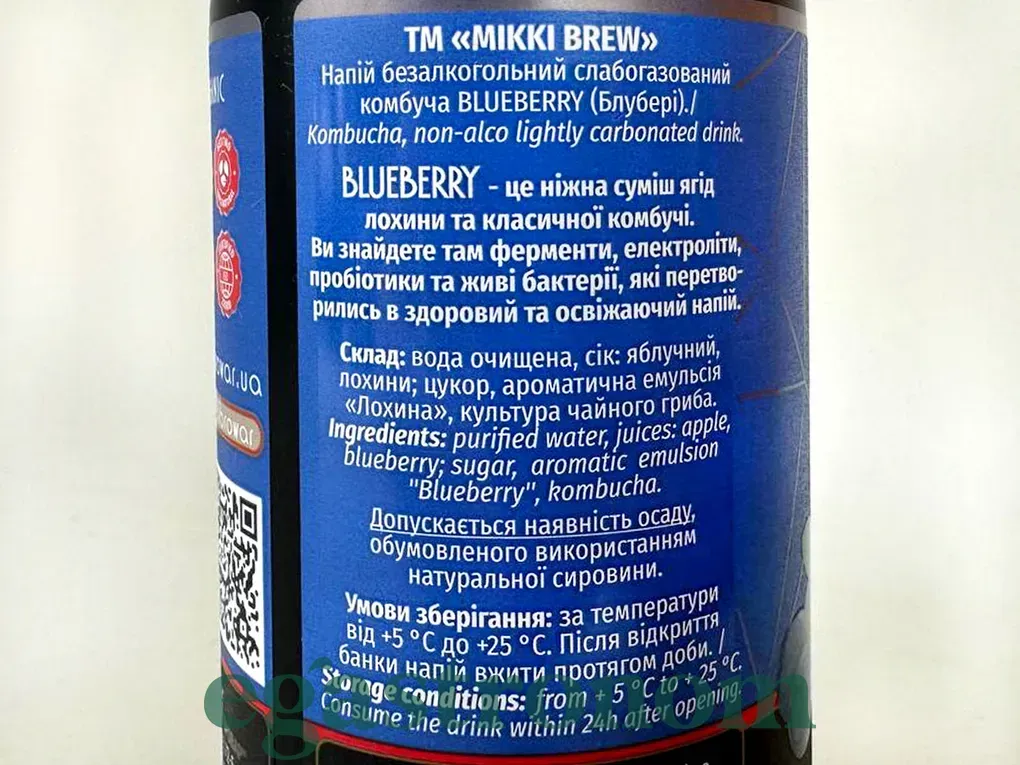 ТМ «MIKKI BREW»
Напій безалкогольний слабогазований
комбуча BLUEBERRY (Блубері)./
Kombucha, non-alco lightly carbonated drink.
BLUEBERRY - це ніжна суміш ягід
лохини та класичної комбучі.
Ви знайдете там ферменти, електроліти,
пробіотики та живі бактерії, які перетво-
рились в здоровий та освіжаючий напій.
Склад: вода очищена, сік: яблучний,
лохини; цукор, ароматична емульсія
«Лохина», культура чайного гриба.
Ingredients: purified water, juices: apple,
blueberry; sugar, aromatic emulsion
"Blueberry", kombucha.
Допускається наявність осаду,
обумовленого використанням
натуральної сировини.
Умови зберігання: за температури
від +5 °C до +25 °C. Після відкриття
банки напій вжити протягом доби. /
Storage conditions: from + 5 °C to + 25 °C.
Consume the drink within 24h after opening.